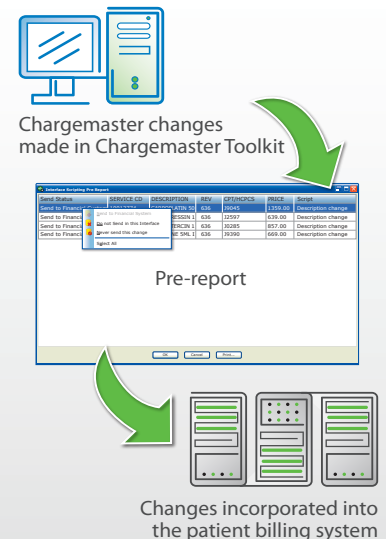 Chargemaster changes
made in Chargemaster Toolkit
Interface Scripting Pre Report
Send Status SERVICE CD DESCRIPTION REV CPT/HCPCS PRICE Script
Send to Financial 636 J9045 1359.00 Description change
Send to Financi 636 J2597 639.00 Description change
Send to Financi 636 J0285 857.00 Description change
Send to Financi 636 J9390 669.00 Description change
Send to Financial System
Do not Send in this Interface
Never send this change
Select All
Pre-report
OK Cancel Print...
Changes incorporated into
the patient billing system